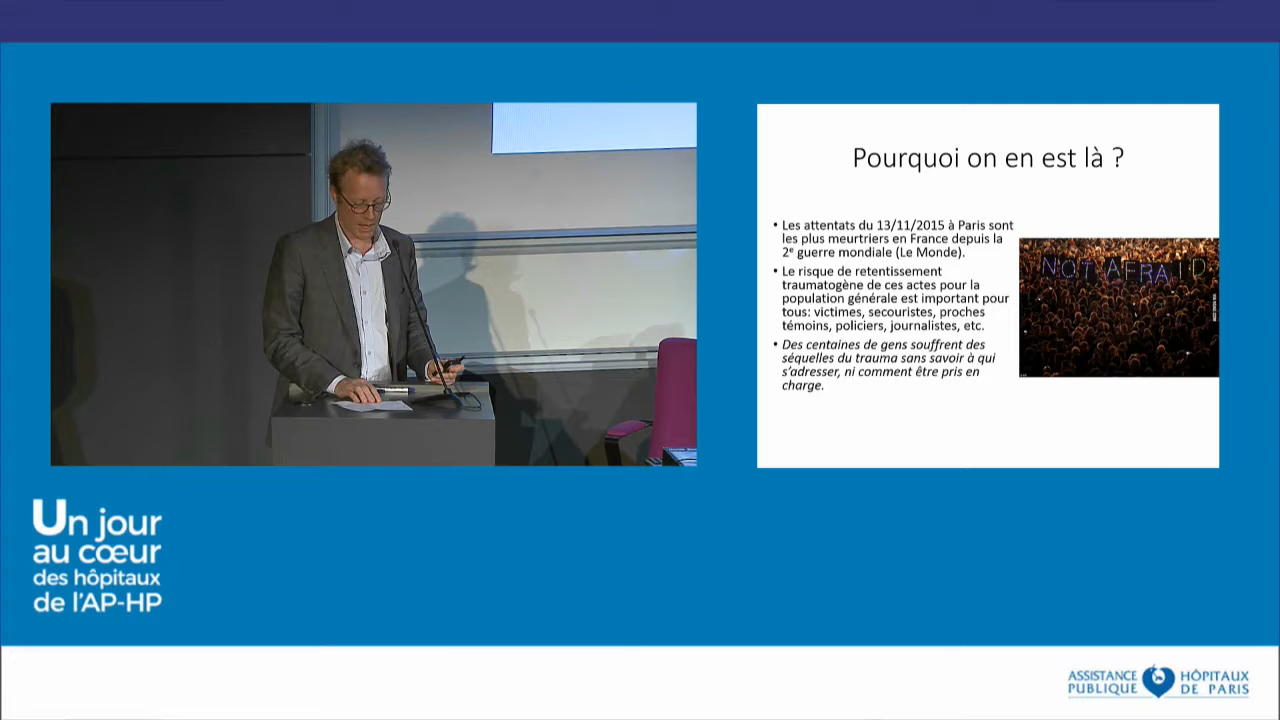 Pourquoi on en est là ?
• Les attentats du 13/11/2015 à Paris sont
les plus meurtriers en France depuis la
2e guerre mondiale (Le Monde).
• Le risque de retentissement
traumatogène de ces actes pour la
population générale est important pour
tous: victimes, secouristes, proches
témoins, policiers, journalistes, etc.
• Des centaines de gens souffrent des
séquelles du trauma sans savoir à qui
s'adresser, ni comment être pris en
charge.
NOT AFRAID
Un jour
au cœur
des hôpitaux
de l'AP-HP
ASSISTANCE HÔPITAUX
PUBLIQUE DE PARIS